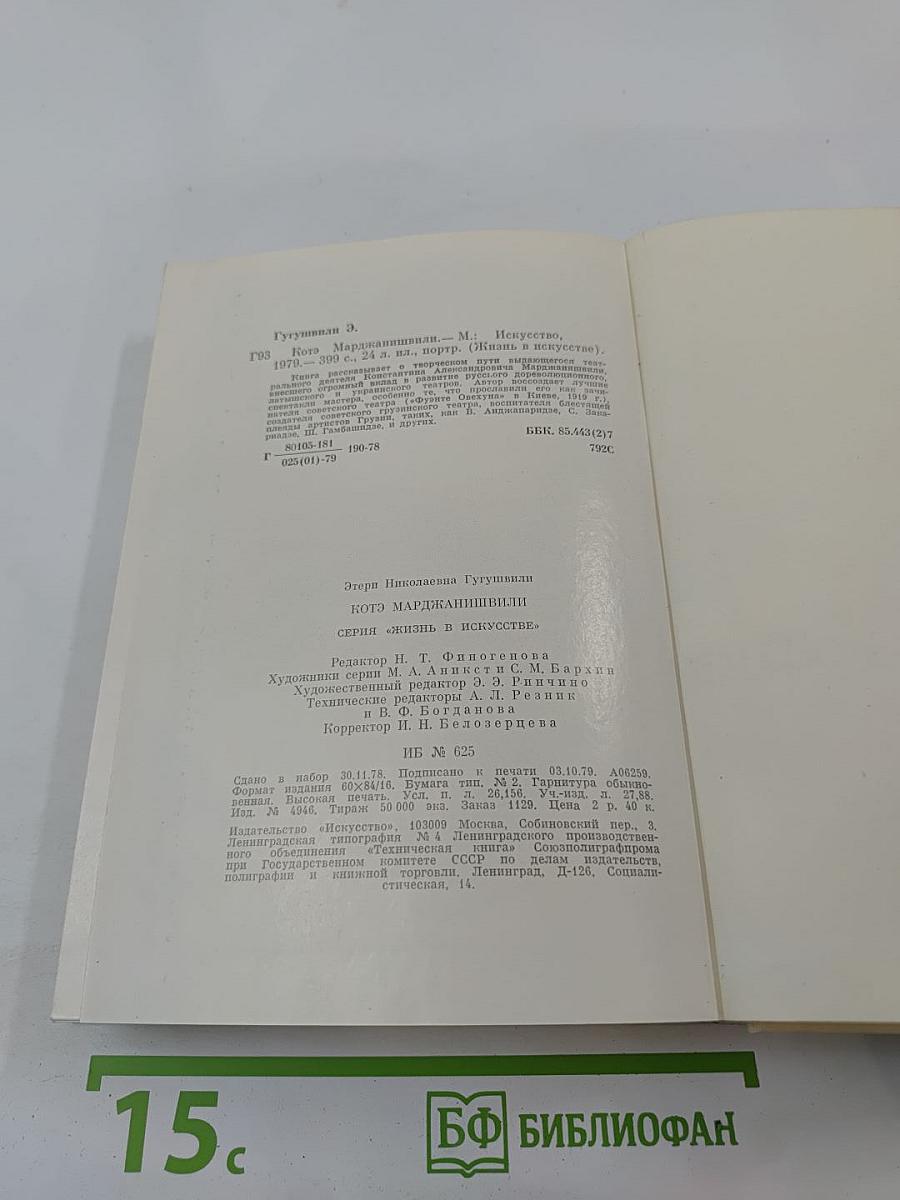 Гугушвили Э.
Г93 Котэ Марджанишвили.— М.: Искусство,
1979.— 399 с., 24 л. ил., портр. (Жизнь в искусстве).
Книга рассказывает о творческом пути выдающегося теат-
рального деятеля Константина Александровича Марджанишвили,
внесшего огромный вклад в развитие русского дореволюционного,
латышского и украинского театров. Автор воссоздает лучшие
спектакли мастера, особенно те, что прославили его как зачи-
нателя советского театра («Фуэнте Овехуна» в Киеве, 1919 г.),
создателя советского грузинского театра, воспитателя блестящей
плеяды артистов Грузии, таких, как В. Анджапаридзе, С. Зака-
риадзе, Ш. Гамбашидзе, и других.
Г 80105-181 190-78 ББК. 85.443(2)7
025(01)-79 792С
Этери Николаевна Гугушвили
КОТЭ МАРДЖАНИШВИЛИ
СЕРИЯ «ЖИЗНЬ В ИСКУССТВЕ»
Редактор Н. Т. Финогенова
Художники серии М. А. Аникст и С. М. Бархин
Художественный редактор Э. Э. Ринчино
Технические редакторы А. Л. Резник
и В. Ф. Богданова
Корректор И. Н. Белозерцева
ИБ № 625
Сдано в набор 30.11.78. Подписано к печати 03.10.79. А06259.
Формат издания 60×84/16. Бумага тип. № 2. Гарнитура обыкно-
венная. Высокая печать. Усл. п. л. 26,156. Уч.-изд. л. 27,88.
Изд. № 4946. Тираж 50 000 экз. Заказ 1129. Цена 2 р. 40 к.
Издательство «Искусство», 103009 Москва, Собиновский пер., 3.
Ленинградская типография № 4 Ленинградского производствен-
ного объединения «Техническая книга» Союзполиграфпрома
при Государственном комитете СССР по делам издательств,
полиграфии и книжной торговли. Ленинград, Д-126, Социали-
стическая, 14.
15 с
БФ БИБЛИОФАН